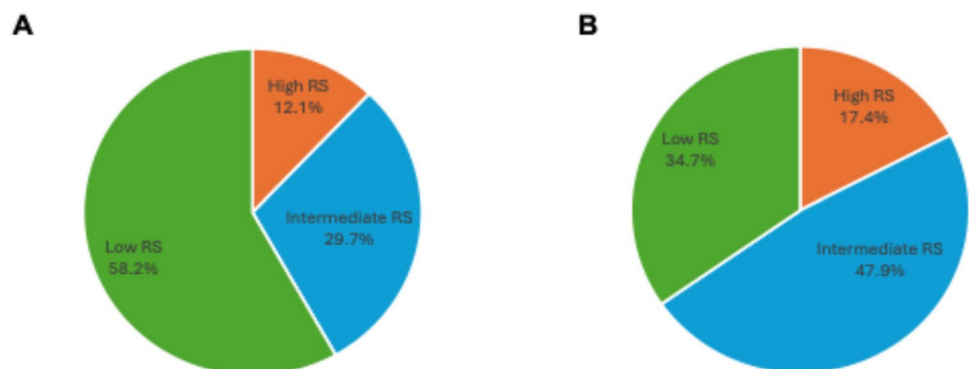 A
High RS
12.1%
Intermediate RS
29.7%
Low RS
58.2%
B
High RS
17.4%
Low RS
34.7%
Intermediate RS
47.9%